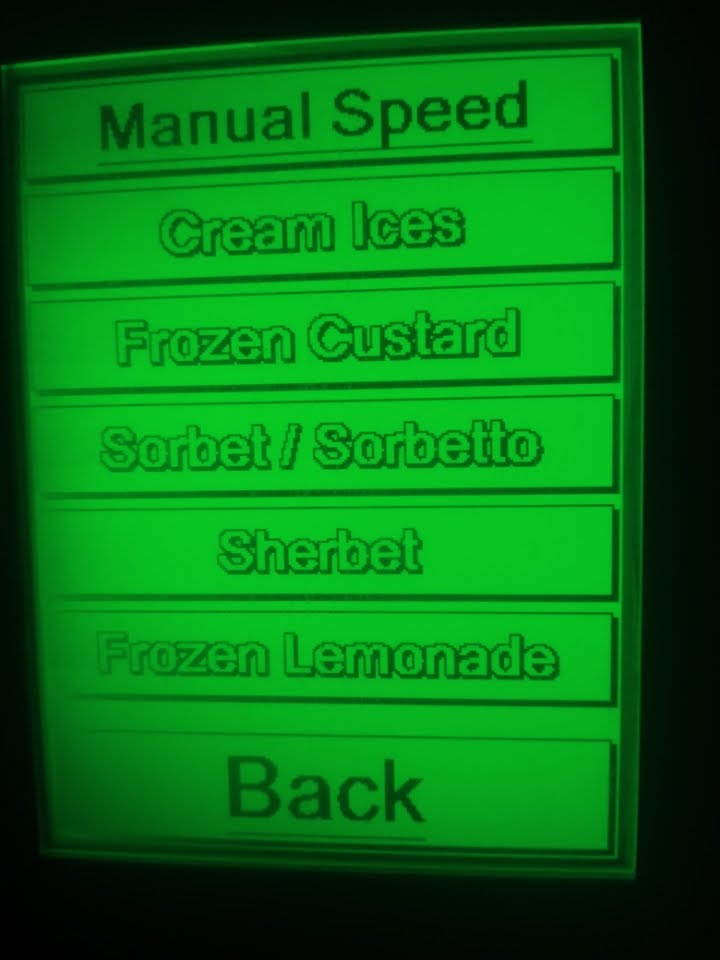 Manual Speed
Cream Ices
Frozen Custard
Sorbet / Sorbetto
Sherbet
Frozen Lemonade
Back